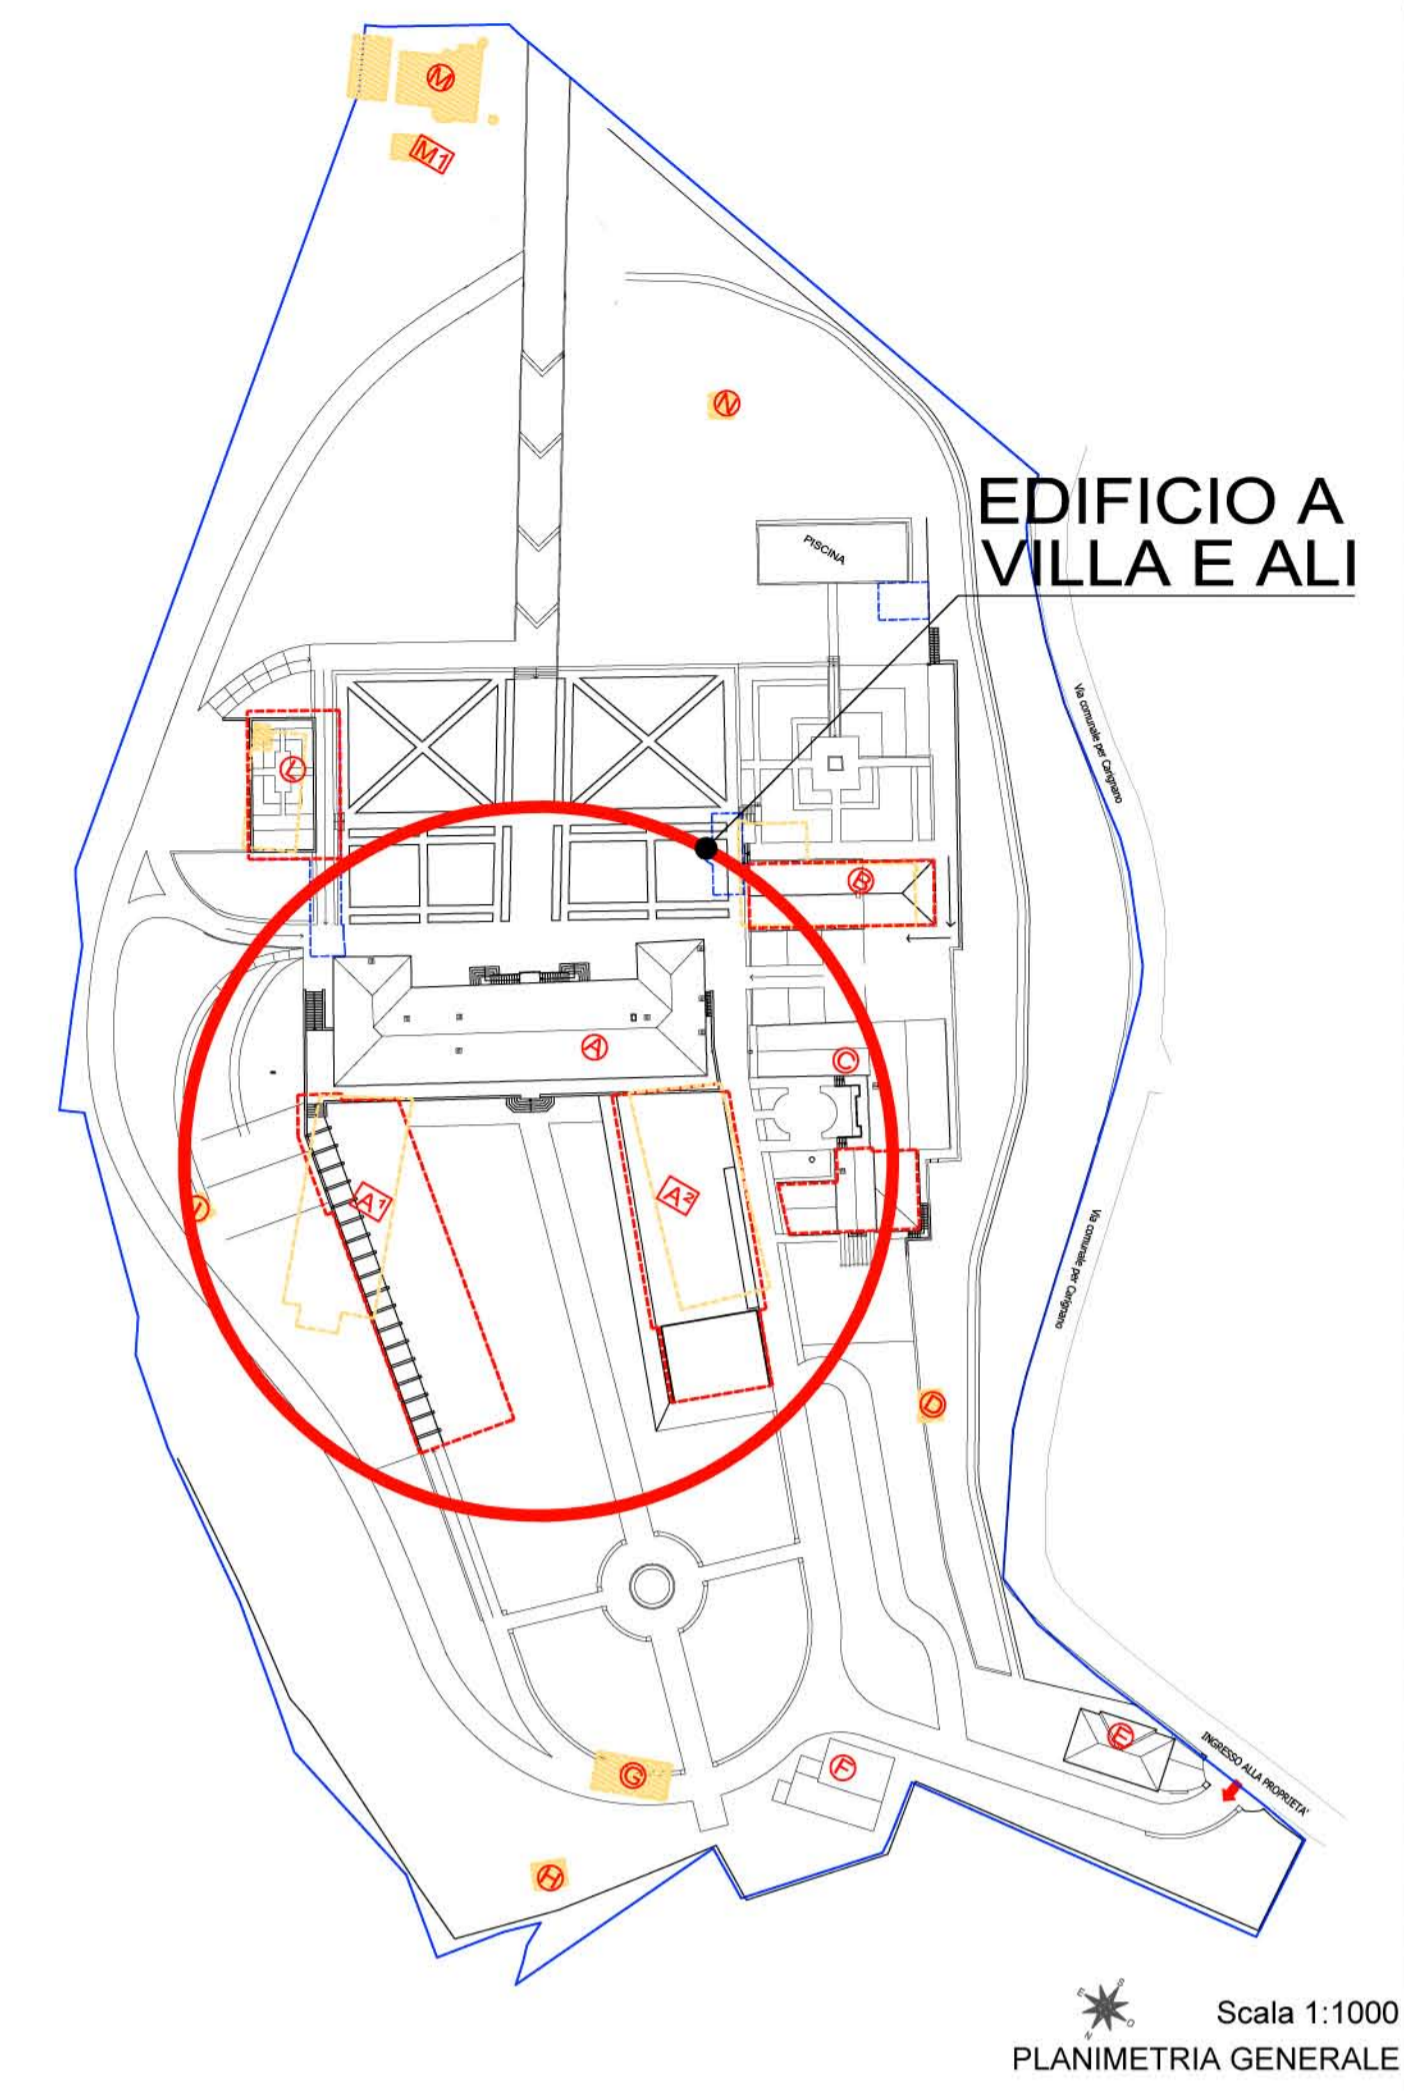 M
M1
N
EDIFICIO A
VILLA E ALI
PISCINA
Via comunale per Carignano
L
B
A
C
A1
A2
I
Via comunale per Carignano
D
E
F
G
INGRESSO ALLA PROPRIETA'
H
S
E
O
N
Scala 1:1000
PLANIMETRIA GENERALE